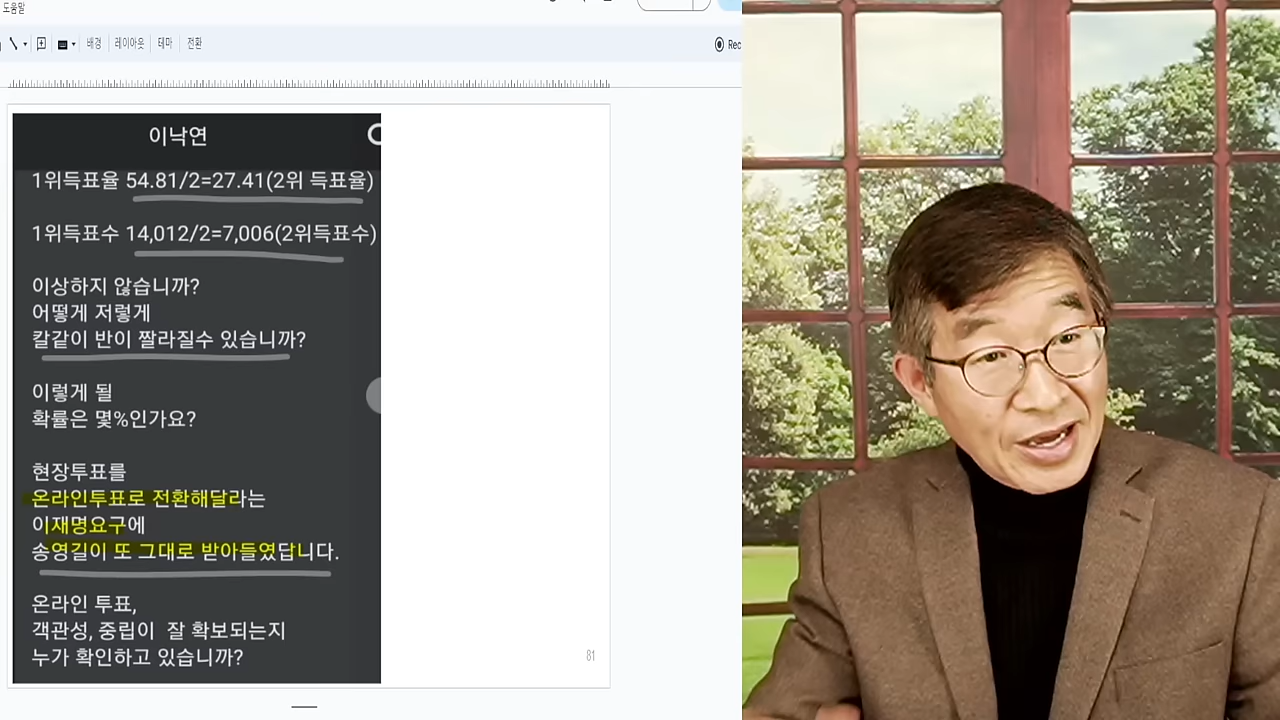 도움말
배경
레이아웃
테마
전환
Rec
이낙연
1위득표율 54.81/2=27.41(2위 득표율)
1위득표수 14,012/2=7,006(2위득표수)
이상하지 않습니까?
어떻게 저렇게
칼같이 반이 짤라질수 있습니까?
이렇게 될
확률은 몇%인가요?
현장투표를
온라인투표로 전환해달라는
이재명요구에
송영길이 또 그대로 받아들였답니다.
온라인 투표,
객관성, 중립이 잘 확보되는지
누가 확인하고 있습니까?
81